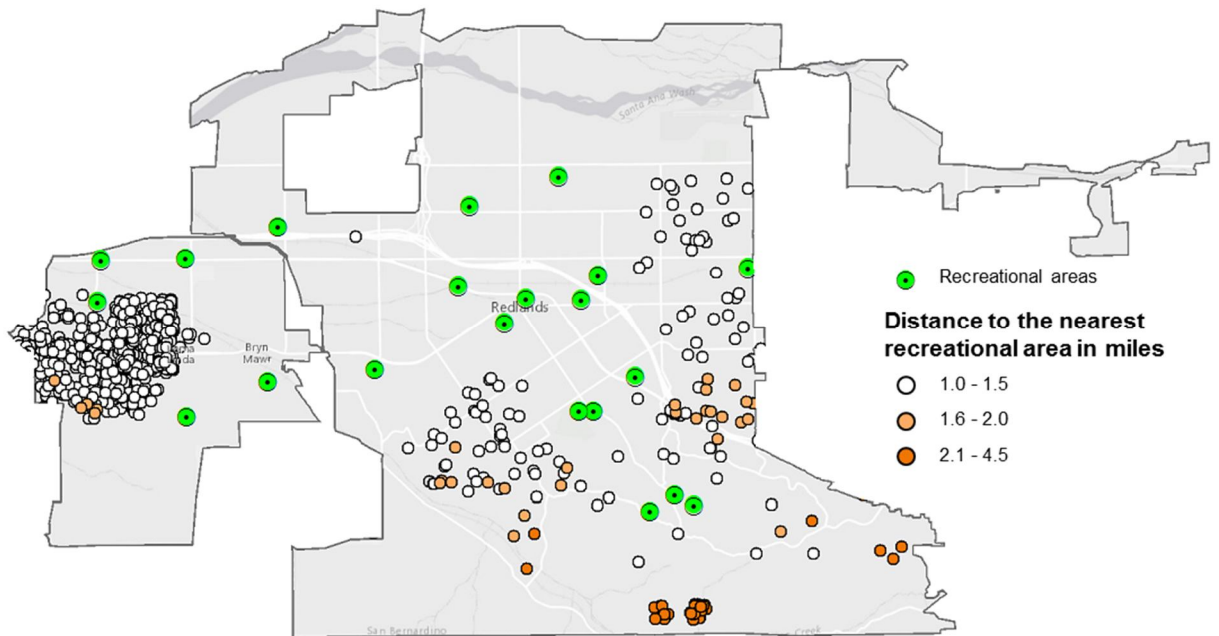 Santa Ana Wash
Recreational areas
Distance to the nearest
recreational area in miles
1.0 - 1.5
1.6 - 2.0
2.1 - 4.5
Redlands
Bryn
Mawr
San Bernardino
Creek